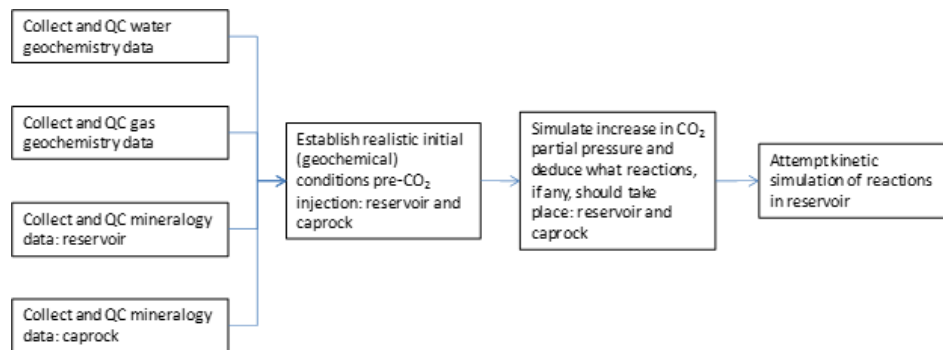 Collect and QC water
geochemistry data
Collect and QC gas
geochemistry data
Collect and QC mineralogy
data: reservoir
Collect and QC mineralogy
data: caprock
Establish realistic initial
(geochemical)
conditions pre-CO₂
injection: reservoir and
caprock
Simulate increase in CO₂
partial pressure and
deduce what reactions,
if any, should take
place: reservoir and
caprock
Attempt kinetic
simulation of reactions
in reservoir